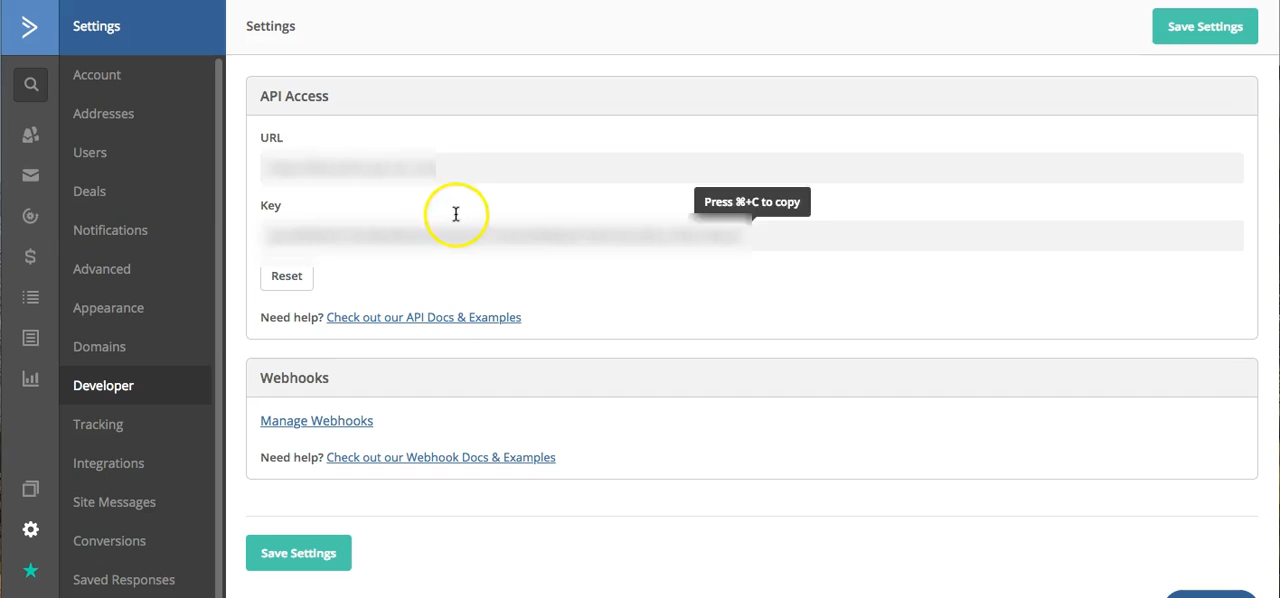 Settings
Settings
Save Settings
Account
Addresses
Users
Deals
Notifications
Advanced
Appearance
Domains
Developer
Tracking
Integrations
Site Messages
Conversions
Saved Responses
API Access
URL
Key
Press ⌘+C to copy
Reset
Need help? Check out our API Docs & Examples
Webhooks
Manage Webhooks
Need help? Check out our Webhook Docs & Examples
Save Settings